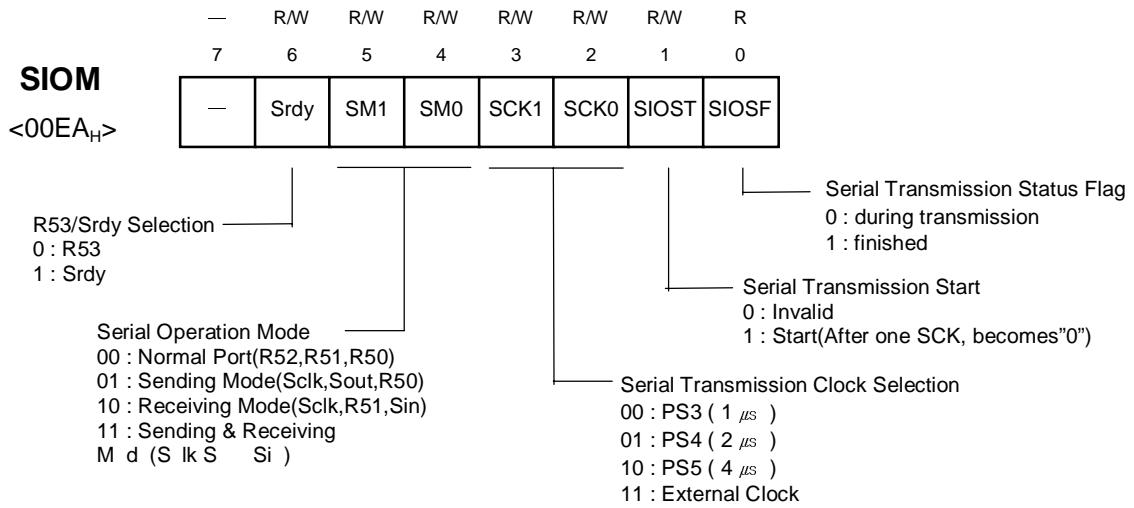 — R/W R/W R/W R/W R/W R/W R
7 6 5 4 3 2 1 0
SIOM
<00EAH>
— Srdy SM1 SM0 SCK1 SCK0 SIOST SIOSF
Serial Transmission Status Flag
0 : during transmission
1 : finished
R53/Srdy Selection
0 : R53
1 : Srdy
Serial Transmission Start
0 : Invalid
1 : Start(After one SCK, becomes"0")
Serial Operation Mode
00 : Normal Port(R52,R51,R50)
01 : Sending Mode(Sclk,Sout,R50)
10 : Receiving Mode(Sclk,R51,Sin)
11 : Sending & Receiving
M d (S lk S Si )
Serial Transmission Clock Selection
00 : PS3 ( 1 ㎲ )
01 : PS4 ( 2 ㎲ )
10 : PS5 ( 4 ㎲ )
11 : External Clock